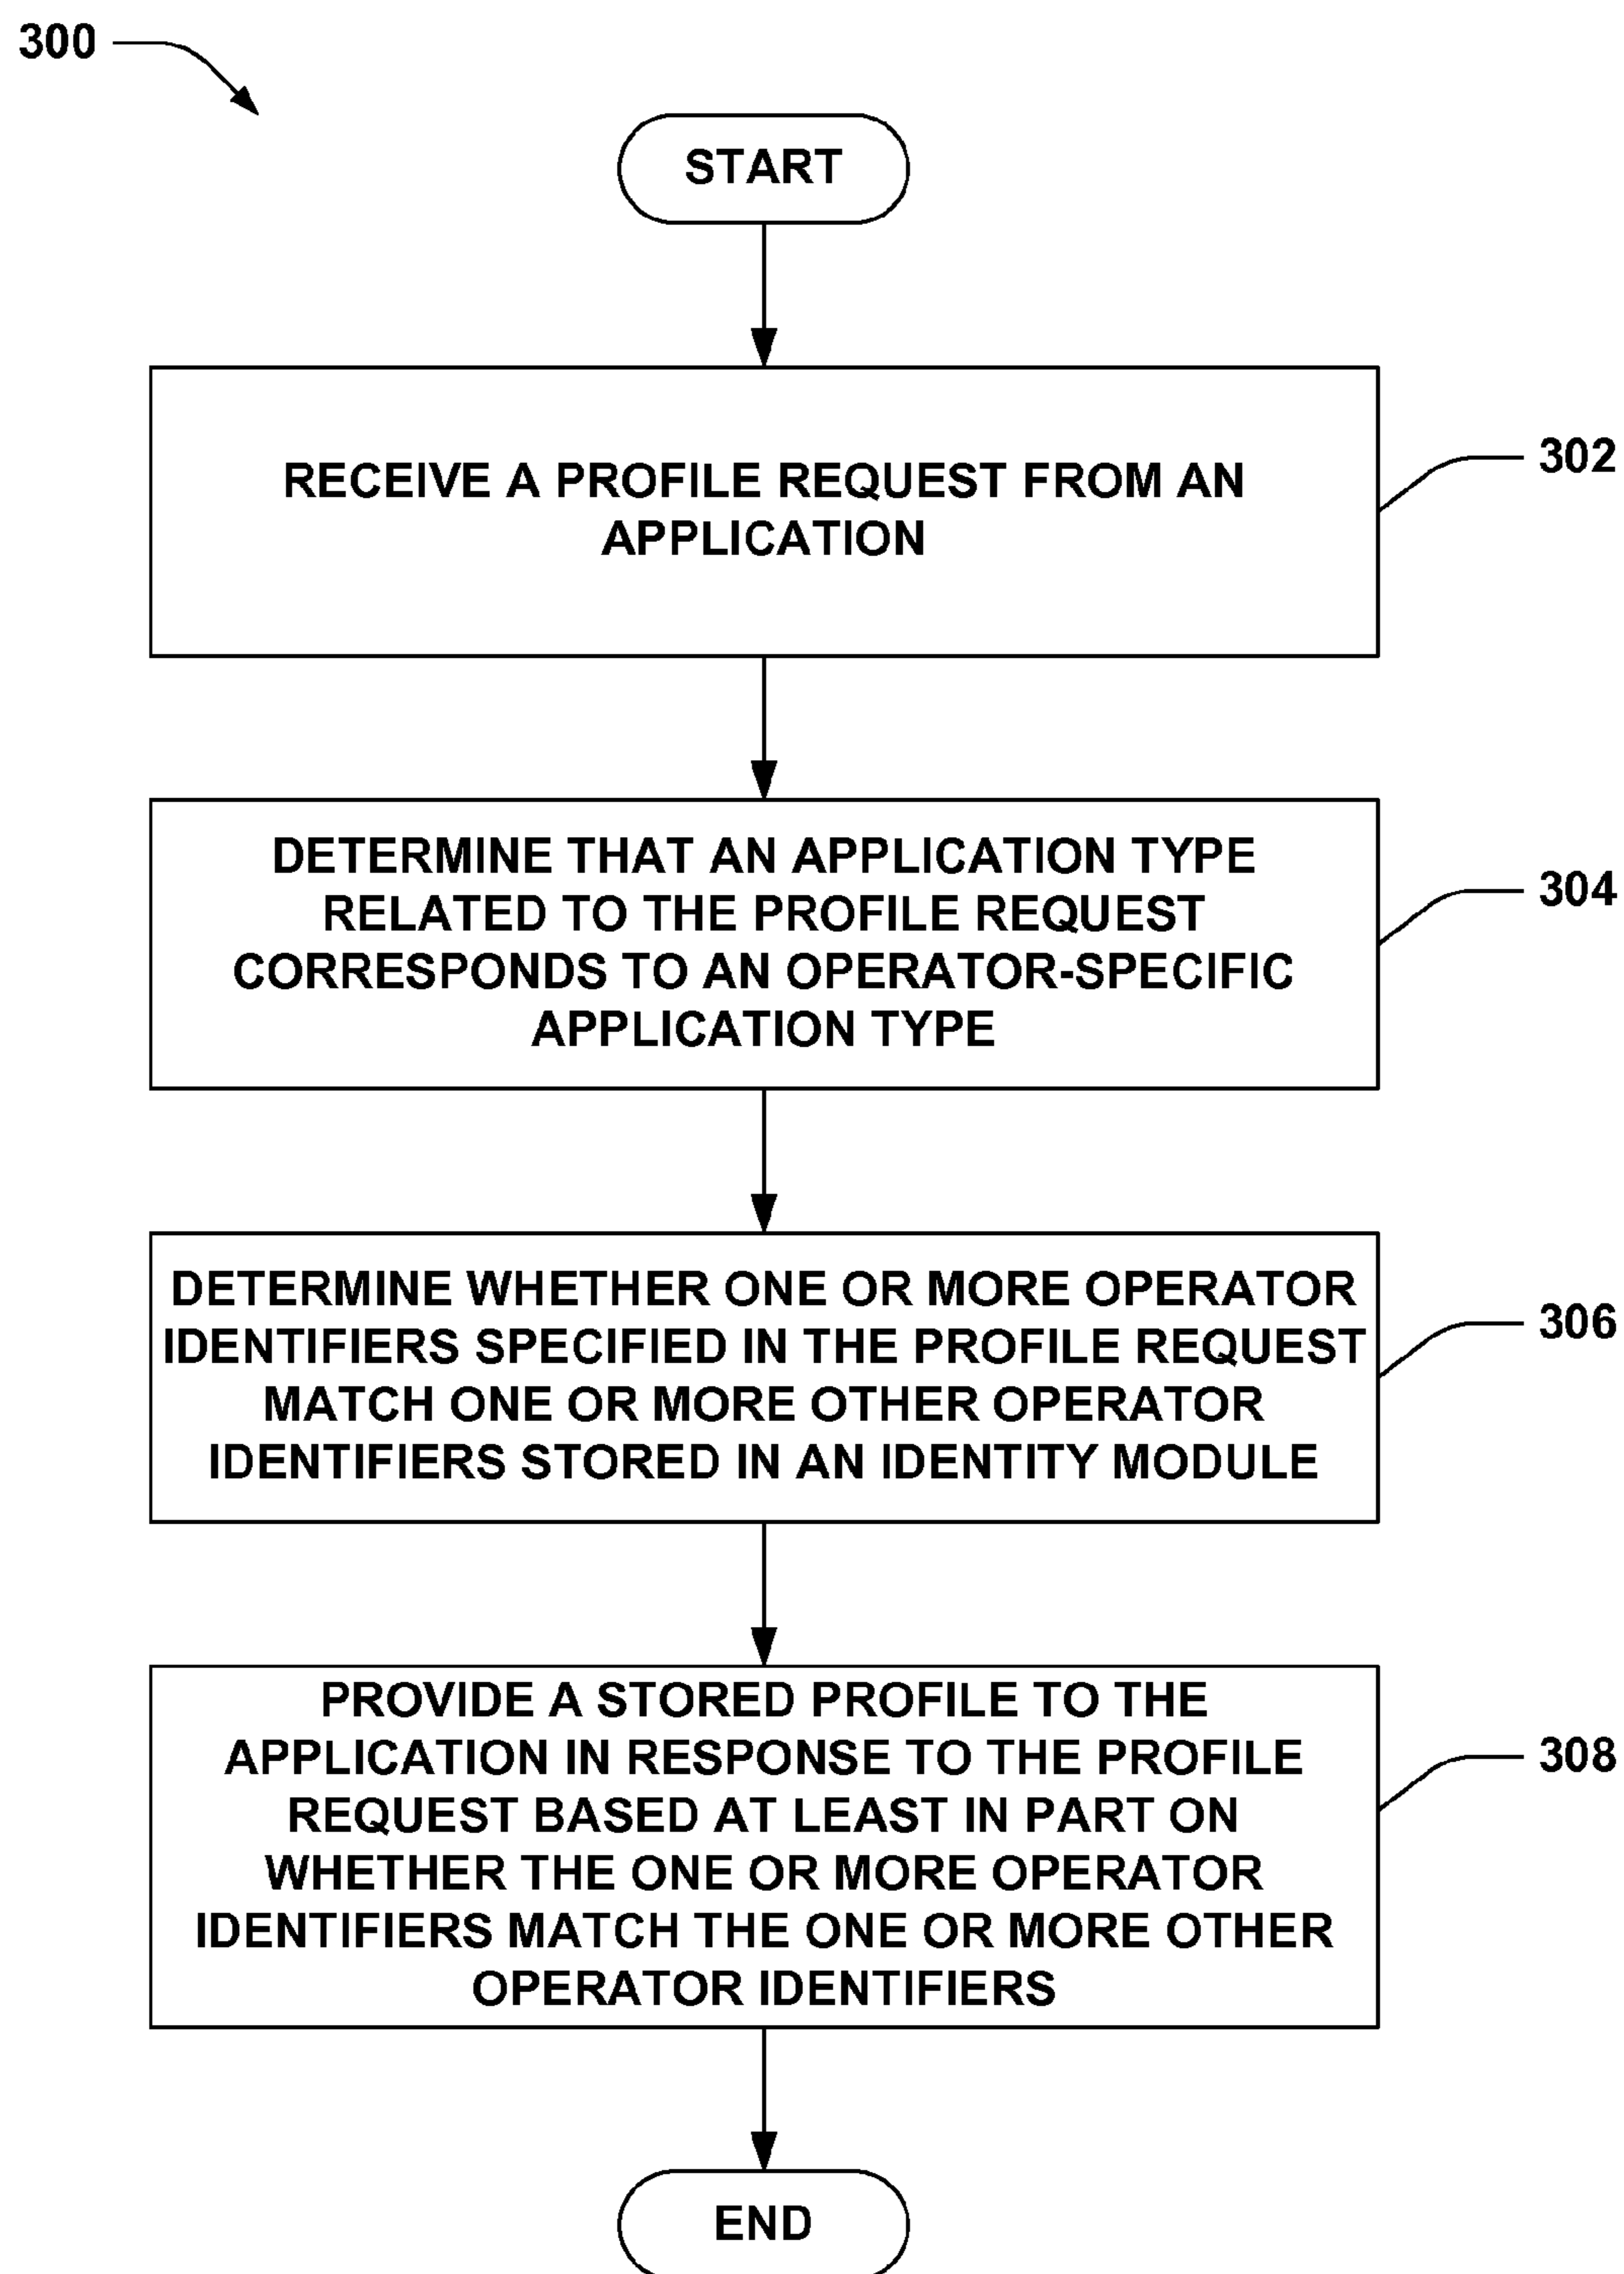 300
START
RECEIVE A PROFILE REQUEST FROM AN
APPLICATION
302
DETERMINE THAT AN APPLICATION TYPE
RELATED TO THE PROFILE REQUEST
CORRESPONDS TO AN OPERATOR-SPECIFIC
APPLICATION TYPE
304
DETERMINE WHETHER ONE OR MORE OPERATOR
IDENTIFIERS SPECIFIED IN THE PROFILE REQUEST
MATCH ONE OR MORE OTHER OPERATOR
IDENTIFIERS STORED IN AN IDENTITY MODULE
306
PROVIDE A STORED PROFILE TO THE
APPLICATION IN RESPONSE TO THE PROFILE
REQUEST BASED AT LEAST IN PART ON
WHETHER THE ONE OR MORE OPERATOR
IDENTIFIERS MATCH THE ONE OR MORE OTHER
OPERATOR IDENTIFIERS
308
END